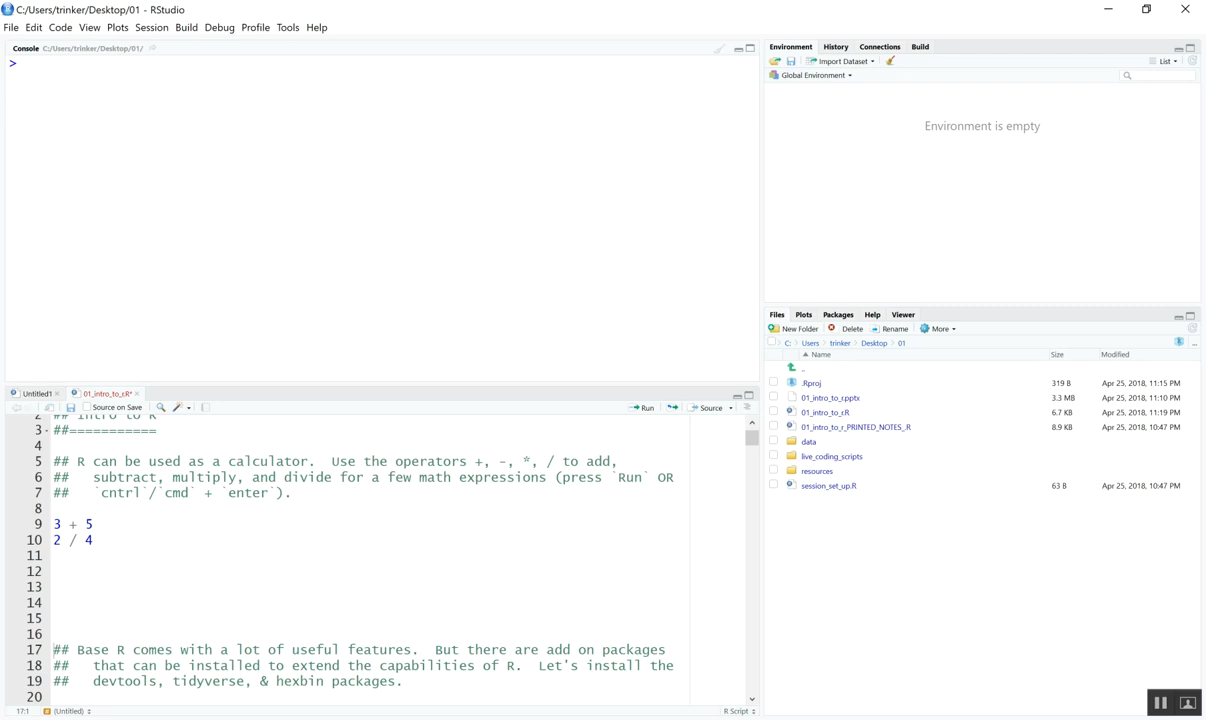 C:/Users/trinker/Desktop/01 - RStudio
File Edit Code View Plots Session Build Debug Profile Tools Help
Console C:/Users/trinker/Desktop/01/
>
Environment History Connections Build
Import Dataset List
Global Environment
Environment is empty
Files Plots Packages Help Viewer
New Folder Delete Rename More
C: Users trinker Desktop 01 ...
Name Size Modified
..
.Rproj 319 B Apr 25, 2018, 11:15 PM
01_intro_to_r.pptx 3.3 MB Apr 25, 2018, 11:10 PM
01_intro_to_r.R 6.7 KB Apr 25, 2018, 11:19 PM
01_intro_to_r_PRINTED_NOTES_.R 8.9 KB Apr 25, 2018, 10:47 PM
data
live_coding_scripts
resources
session_set_up.R 63 B Apr 25, 2018, 10:47 PM
Untitled1 01_intro_to_r.R*
Source on Save Run Source
2 ## Intro to R
3 ##===========
4
5 ## R can be used as a calculator.  Use the operators +, -, *, / to add,
6 ##   subtract, multiply, and divide for a few math expressions (press `Run` OR
7 ##   `cntrl`/`cmd` + `enter`).
8
9 3 + 5
10 2 / 4
11
12
13
14
15
16
17 ## Base R comes with a lot of useful features.  But there are add on packages
18 ##   that can be installed to extend the capabilities of R.  Let's install the
19 ##   devtools, tidyverse, & hexbin packages.
20
17:1 (Untitled) R Script